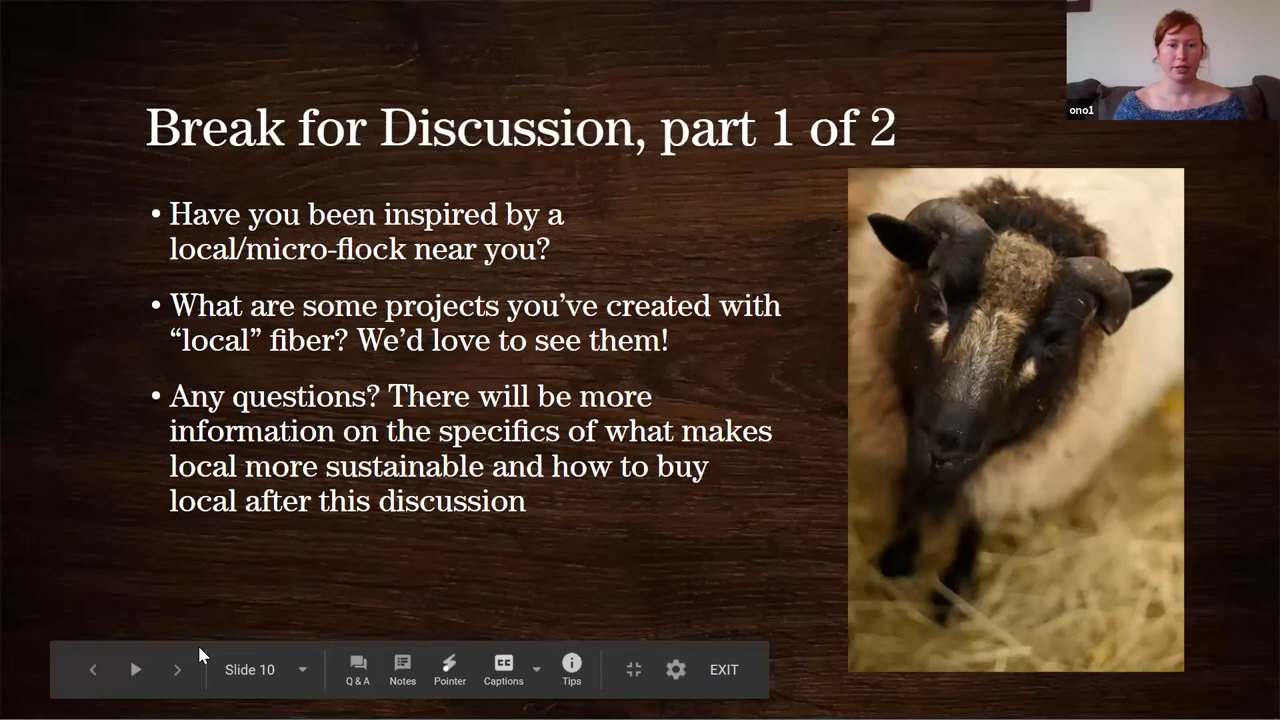 ono1
Break for Discussion, part 1 of 2
• Have you been inspired by a
local/micro-flock near you?
• What are some projects you’ve created with
“local” fiber? We’d love to see them!
• Any questions? There will be more
information on the specifics of what makes
local more sustainable and how to buy
local after this discussion
Slide 10
Q & A
Notes
Pointer
CC
Captions
Tips
EXIT